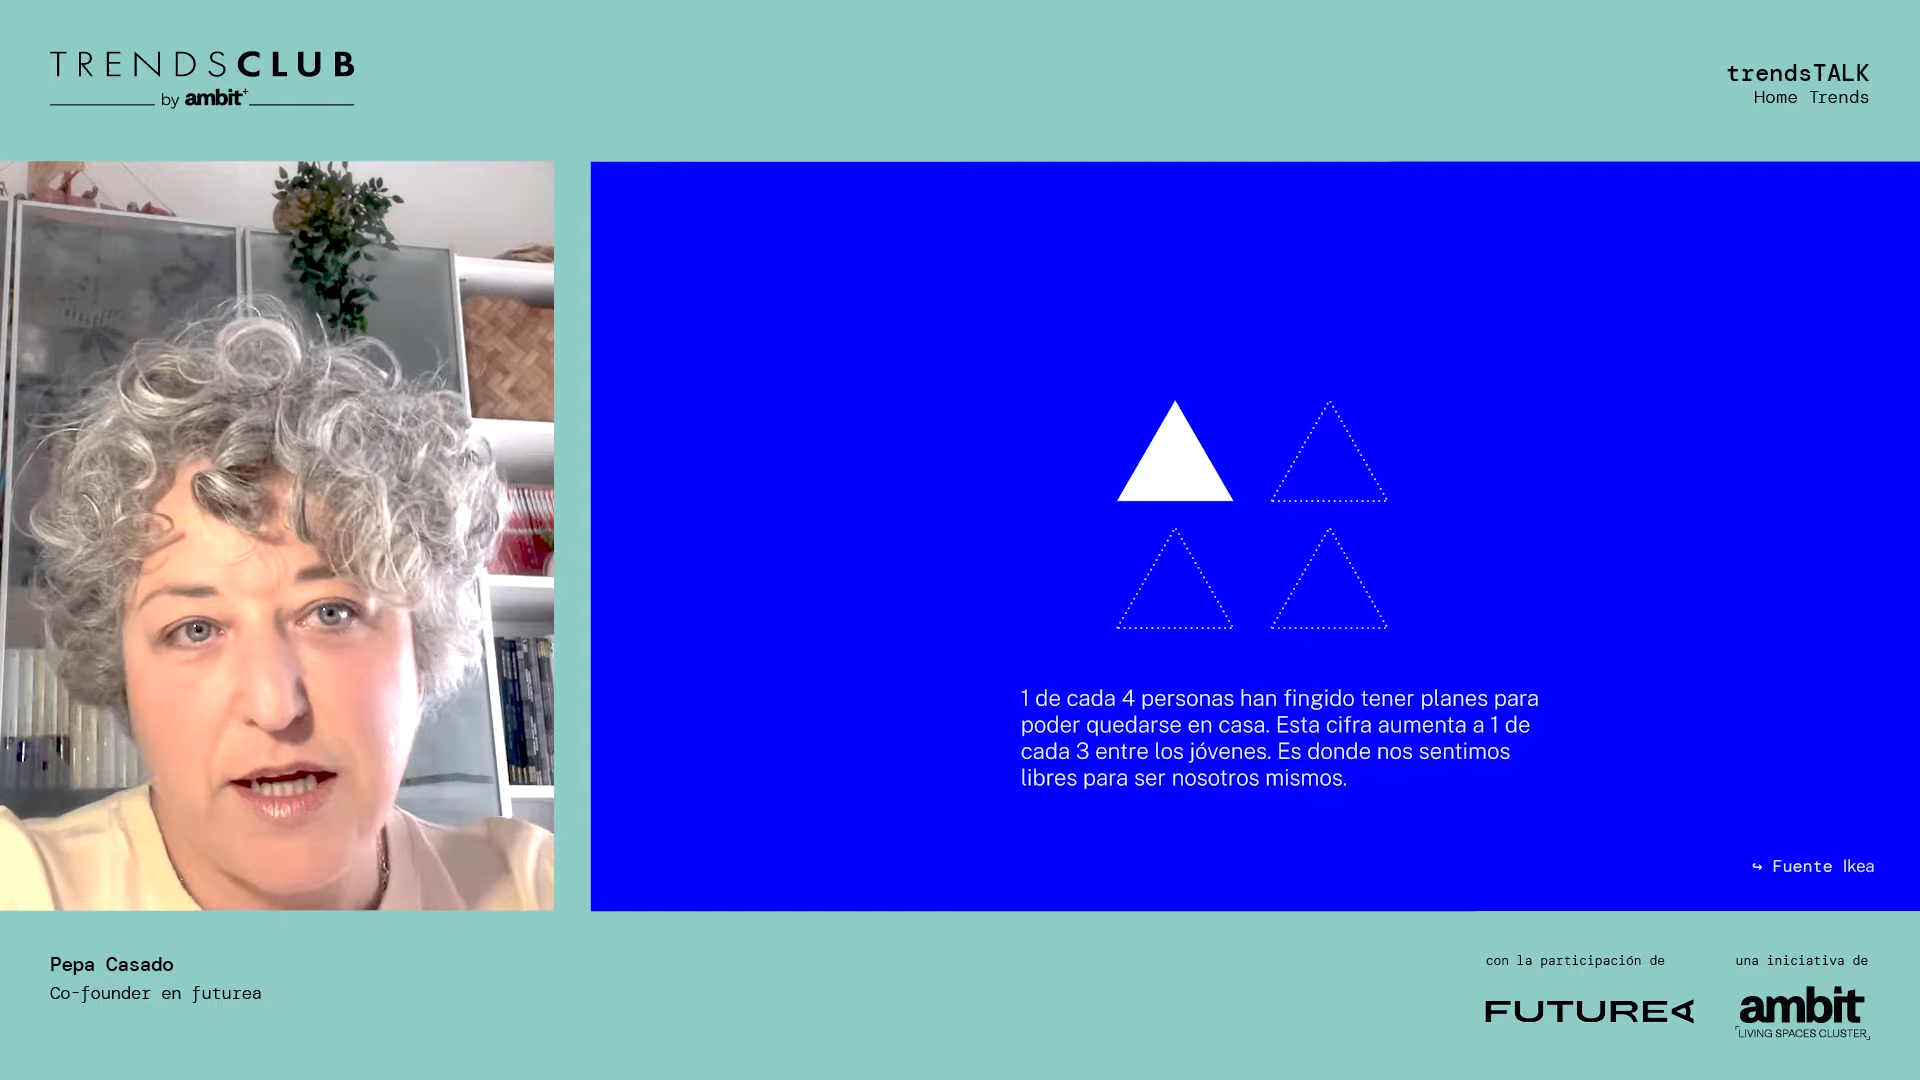 TRENDSCLUB
by ambit+
trendsTALK
Home Trends
1 de cada 4 personas han fingido tener planes para
poder quedarse en casa. Esta cifra aumenta a 1 de
cada 3 entre los jóvenes. Es donde nos sentimos
libres para ser nosotros mismos.
↪ Fuente Ikea
Pepa Casado
Co-founder en futurea
con la participación de
FUTUREA
una iniciativa de
ambit
LIVING SPACES CLUSTER